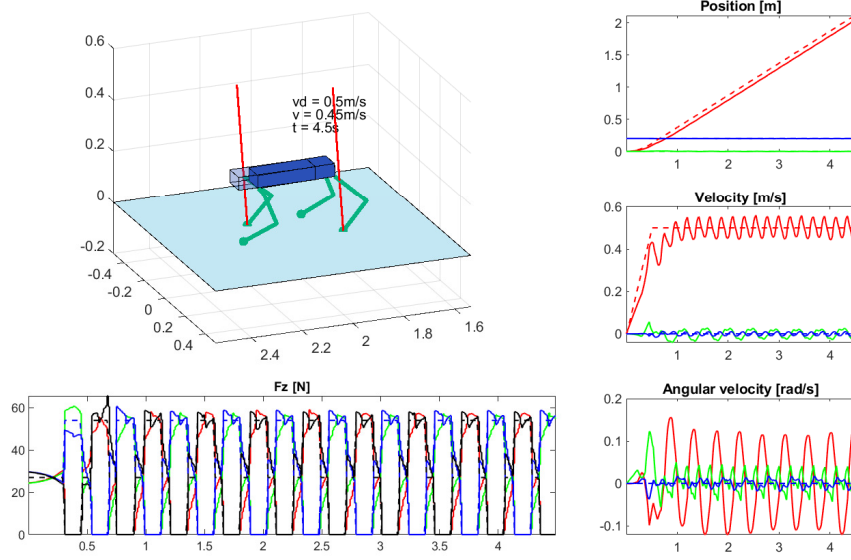 0.6
0.4
0.2
0
-0.2
-0.4
-0.2
0
0.2
0.4
2.4
2.2
2
1.8
1.6
vd = 0.5m/s
v = 0.45m/s
t = 4.5s
Position [m]
2
1.5
1
0.5
0
1 2 3 4
Velocity [m/s]
0.6
0.4
0.2
0
1 2 3 4
Fz [N]
60
40
20
0
0.5 1 1.5 2 2.5 3 3.5 4
Angular velocity [rad/s]
0.2
0.1
0
-0.1
1 2 3 4